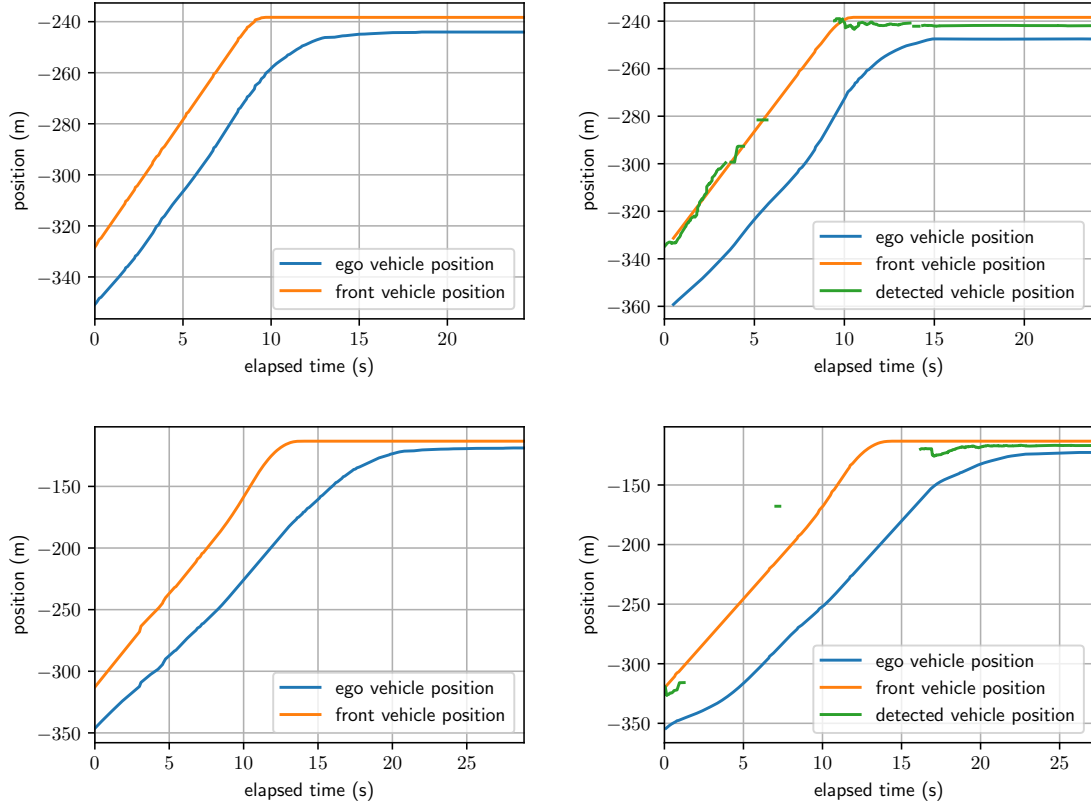 −240
−260
−280
−300
−320
−340
position (m)
0 5 10 15 20
elapsed time (s)
ego vehicle position
front vehicle position
−240
−260
−280
−300
−320
−340
−360
position (m)
0 5 10 15 20
elapsed time (s)
ego vehicle position
front vehicle position
detected vehicle position
−150
−200
−250
−300
−350
position (m)
0 5 10 15 20 25
elapsed time (s)
ego vehicle position
front vehicle position
−150
−200
−250
−300
−350
position (m)
0 5 10 15 20 25
elapsed time (s)
ego vehicle position
front vehicle position
detected vehicle position